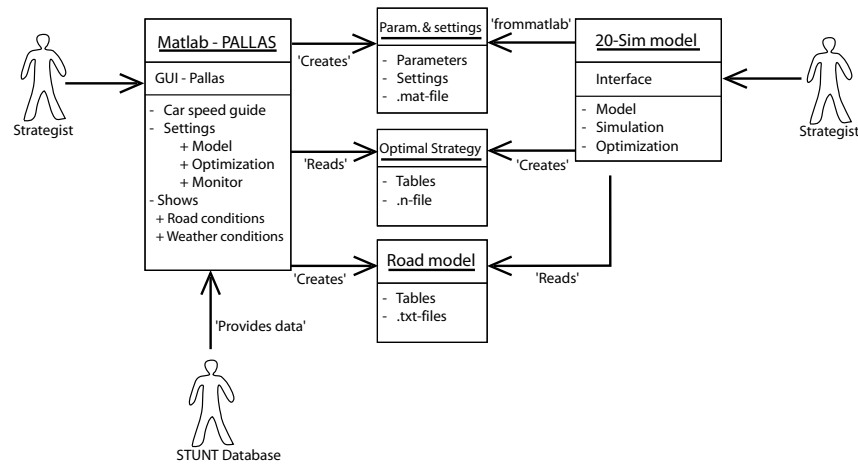 Matlab - PALLAS
GUI - Pallas
- Car speed guide
- Settings
+ Model
+ Optimization
+ Monitor
- Shows
+ Road conditions
+ Weather conditions
Strategist
'Creates'
'Reads'
'Creates'
'Provides data'
STUNT Database
Param. & settings
- Parameters
- Settings
- .mat-file
Optimal Strategy
- Tables
- .n-file
Road model
- Tables
- .txt-files
'frommatlab'
'Creates'
'Reads'
20-Sim model
Interface
- Model
- Simulation
- Optimization
Strategist